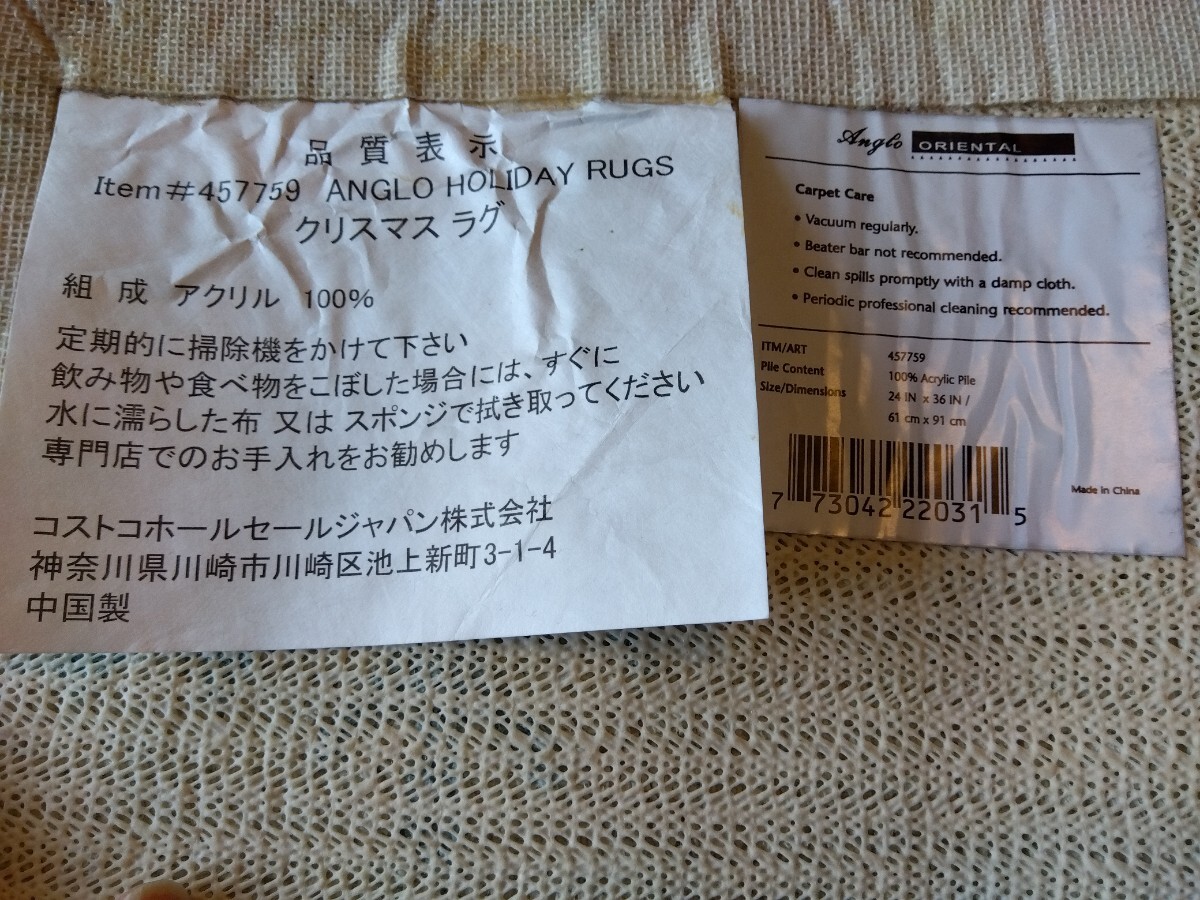 品質表示
Item#457759 ANGLO HOLIDAY RUGS
クリスマス ラグ
組 成 アクリル 100%
定期的に掃除機をかけて下さい
飲み物や食べ物をこぼした場合には、すぐに
水に濡らした布 又は スポンジで拭き取ってください
専門店でのお手入れをお勧めします
コストコホールセールジャパン株式会社
神奈川県川崎市川崎区池上新町3-1-4
中国製
Anglo ORIENTAL
Carpet Care
• Vacuum regularly.
• Beater bar not recommended.
• Clean spills promptly with a damp cloth.
• Periodic professional cleaning recommended.
ITM/ART 457759
Pile Content 100% Acrylic Pile
Size/Dimensions 24 IN x 36 IN /
61 cm x 91 cm
Made in China
7 73042 22031 5